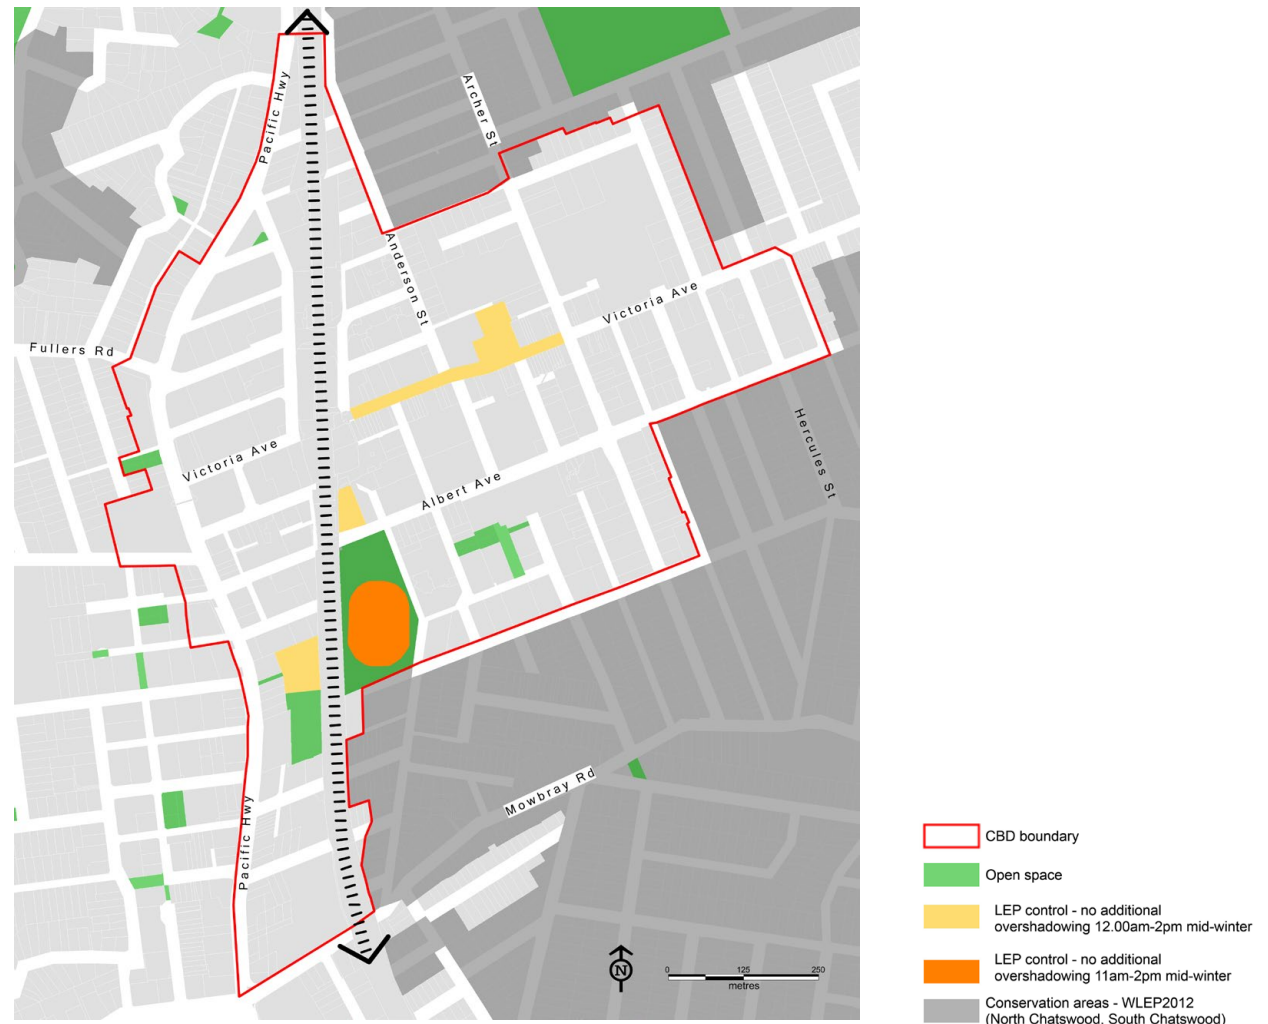 Pacific Hwy
Archer St
Anderson St
Victoria Ave
Fullers Rd
Victoria Ave
Albert Ave
Hercules St
Mowbray Rd
Pacific Hwy
N
0 125 250
metres
CBD boundary
Open space
LEP control - no additional
overshadowing 12.00am-2pm mid-winter
LEP control - no additional
overshadowing 11am-2pm mid-winter
Conservation areas - WLEP2012
(North Chatswood, South Chatswood)